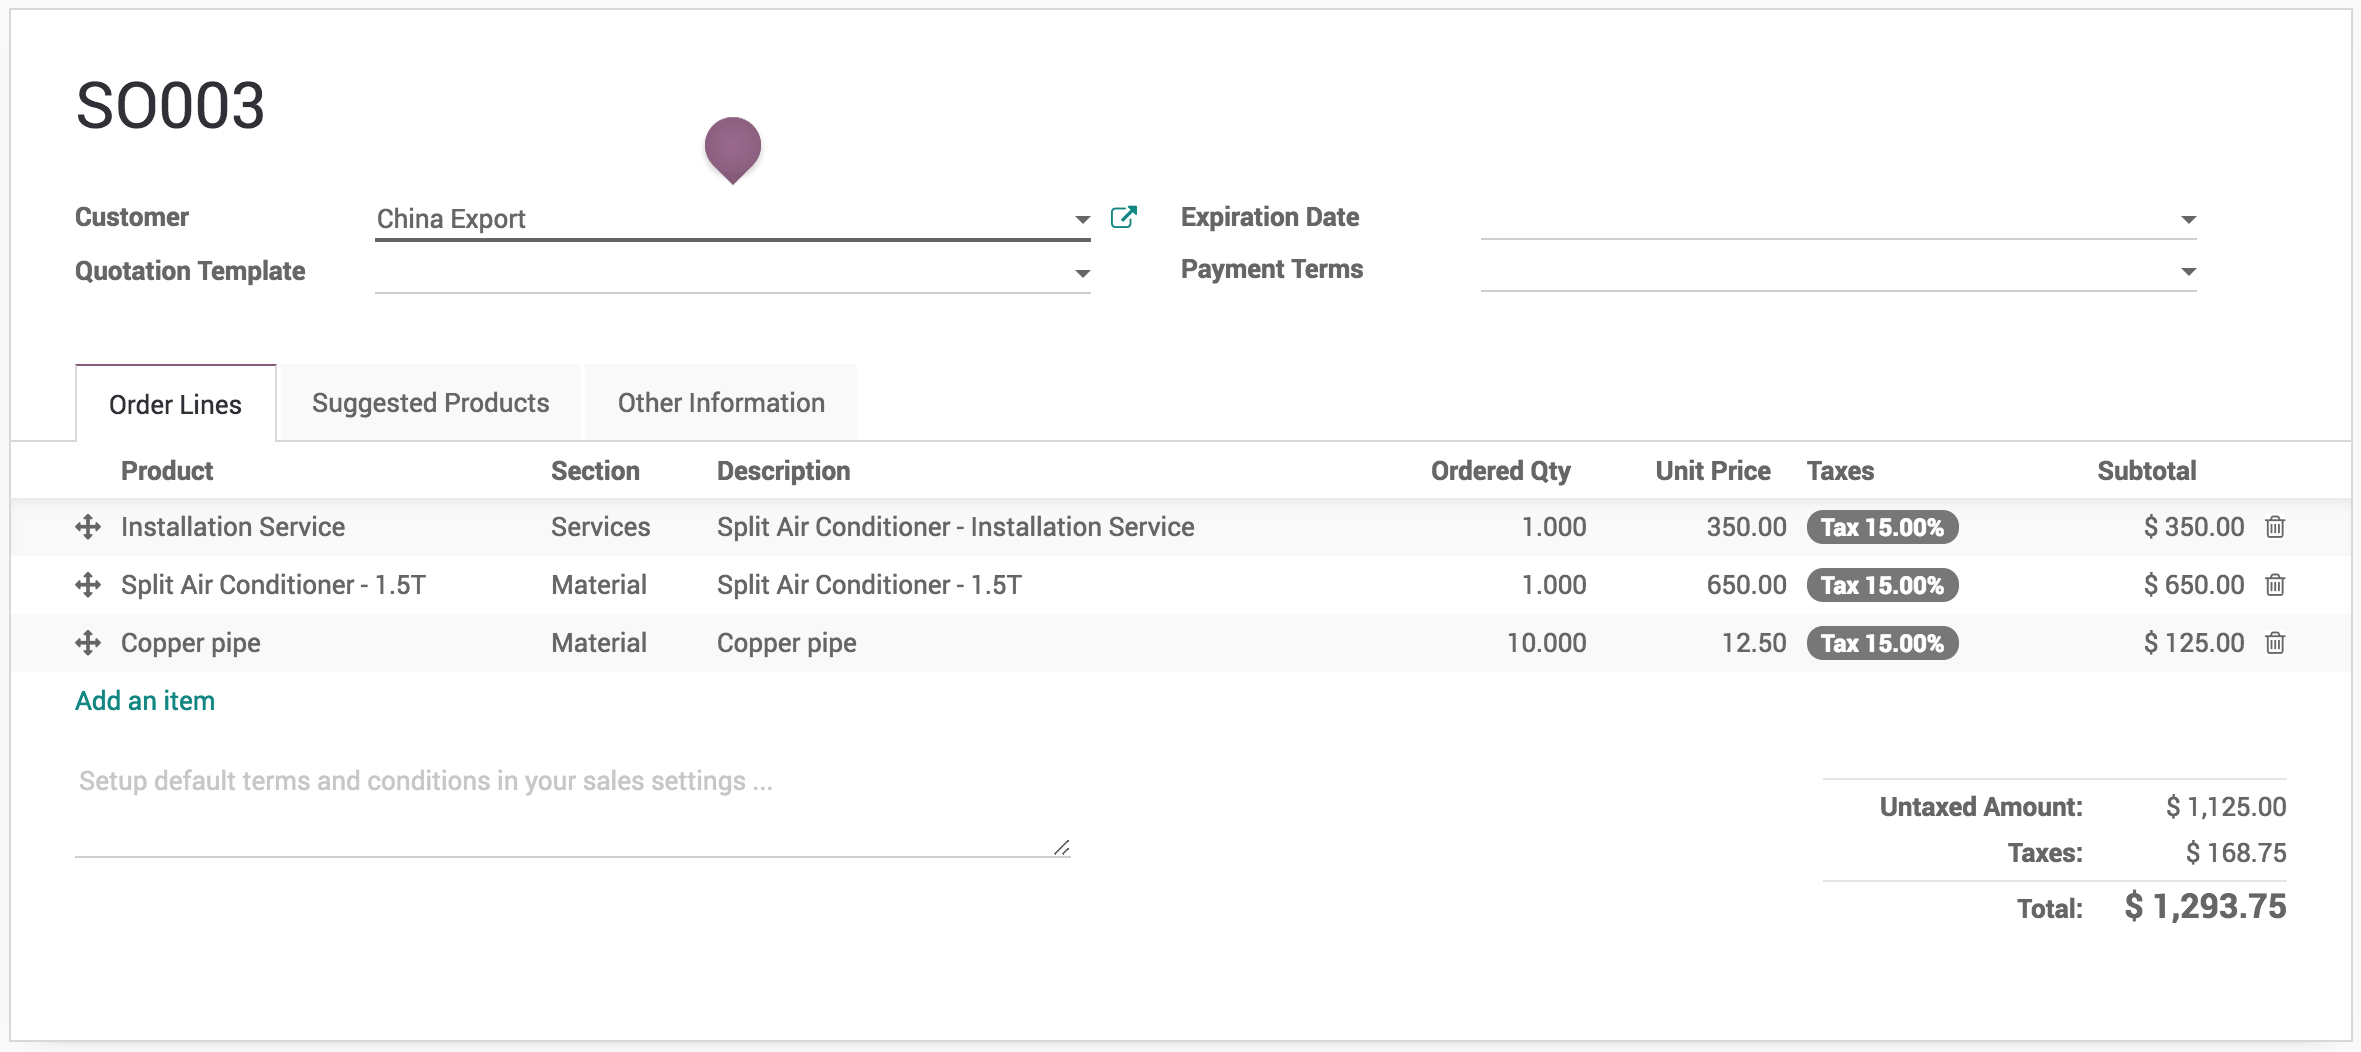 SO003
Customer China Export Expiration Date
Quotation Template Payment Terms
Order Lines Suggested Products Other Information
Product Section Description Ordered Qty Unit Price Taxes Subtotal
Installation Service Services Split Air Conditioner - Installation Service 1.000 350.00 Tax 15.00% $ 350.00
Split Air Conditioner - 1.5T Material Split Air Conditioner - 1.5T 1.000 650.00 Tax 15.00% $ 650.00
Copper pipe Material Copper pipe 10.000 12.50 Tax 15.00% $ 125.00
Add an item
Setup default terms and conditions in your sales settings ...
Untaxed Amount: $ 1,125.00
Taxes: $ 168.75
Total: $ 1,293.75